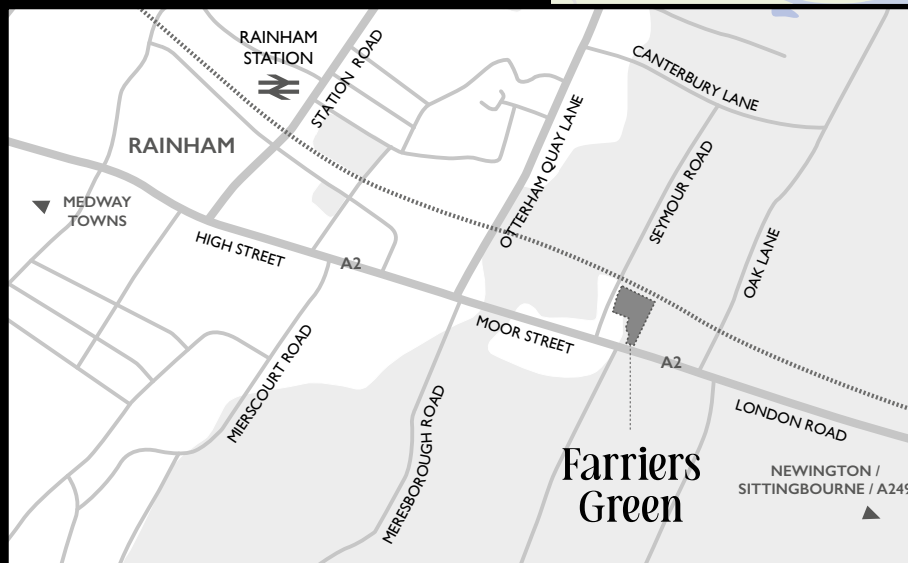 RAINHAM
STATION
STATION ROAD
CANTERBURY LANE
RAINHAM
OTTERHAM QUAY LANE
SEYMOUR ROAD
MEDWAY
TOWNS
HIGH STREET
A2
OAK LANE
MOOR STREET
A2
MIERSCOURT ROAD
MERESBOROUGH ROAD
LONDON ROAD
Farriers
Green
NEWINGTON /
SITTINGBOURNE / A249